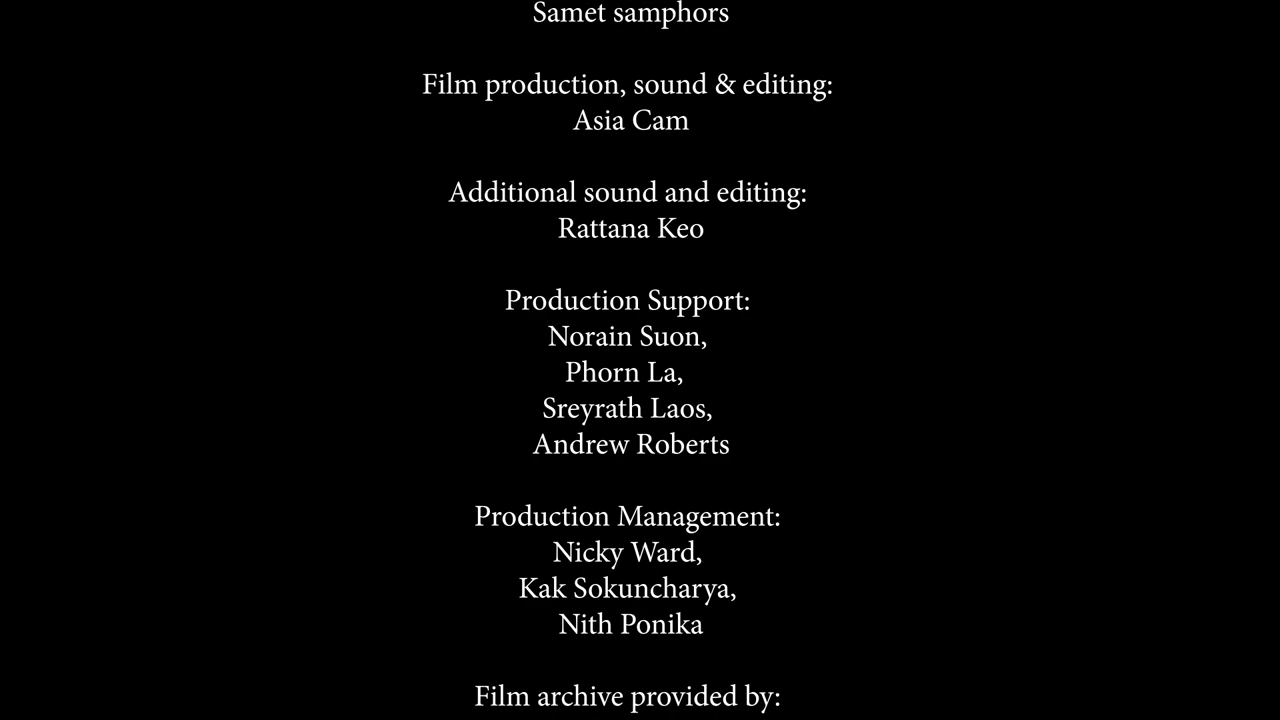 Samet samphors
Film production, sound & editing:
Asia Cam
Additional sound and editing:
Rattana Keo
Production Support:
Norain Suon,
Phorn La,
Sreyrath Laos,
Andrew Roberts
Production Management:
Nicky Ward,
Kak Sokuncharya,
Nith Ponika
Film archive provided by: